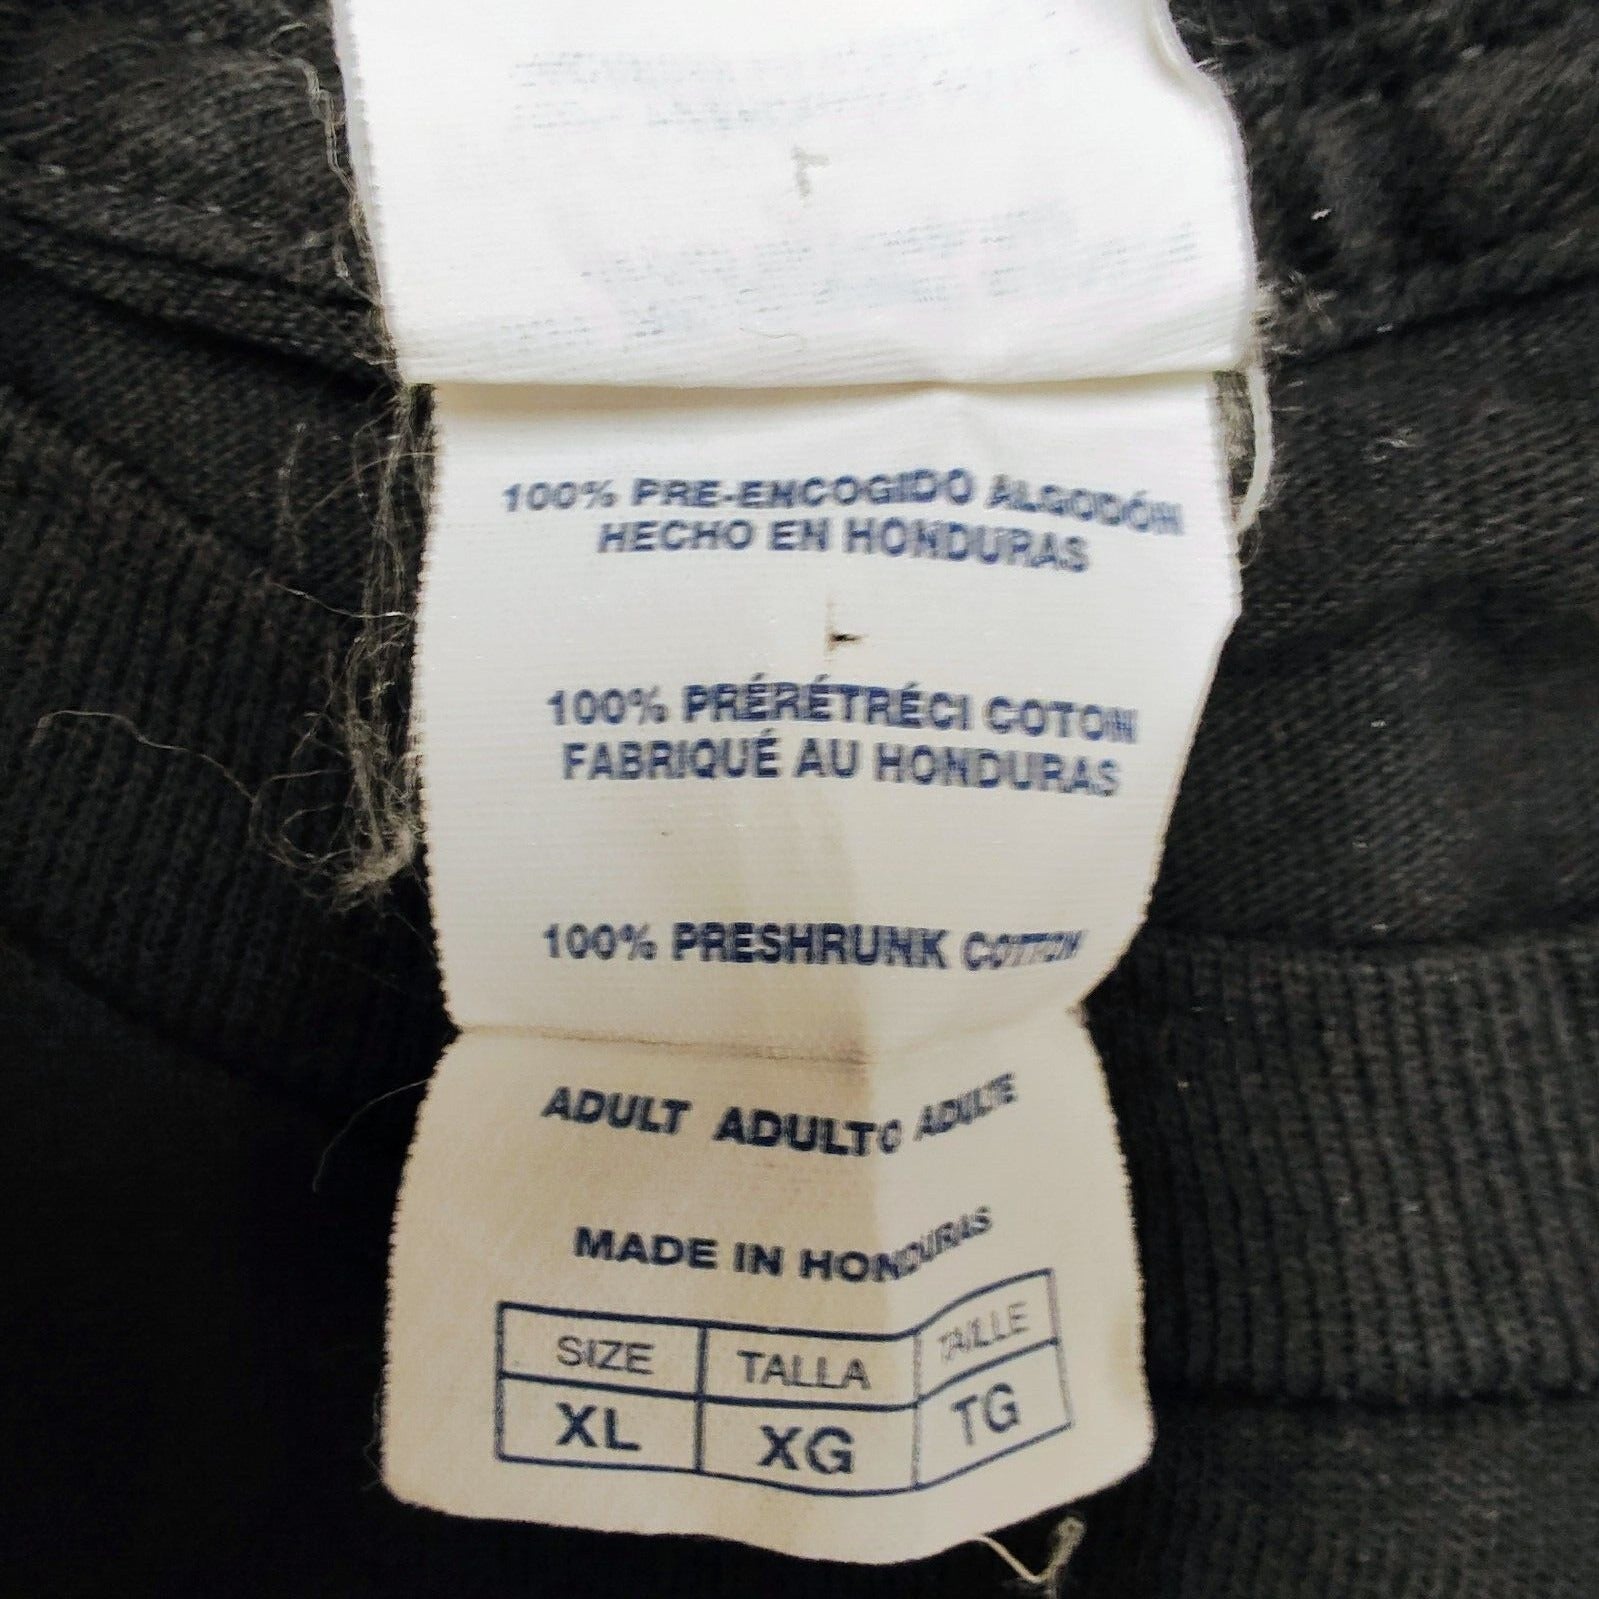 100% PRE-ENCOGIDO ALGODÓN
HECHO EN HONDURAS
100% PRÉRÉTRÉCI COTON
FABRIQUÉ AU HONDURAS
100% PRESHRUNK COTTON
ADULT ADULTO ADULTE
MADE IN HONDURAS
SIZE TALLA TAILLE
XL XG TG